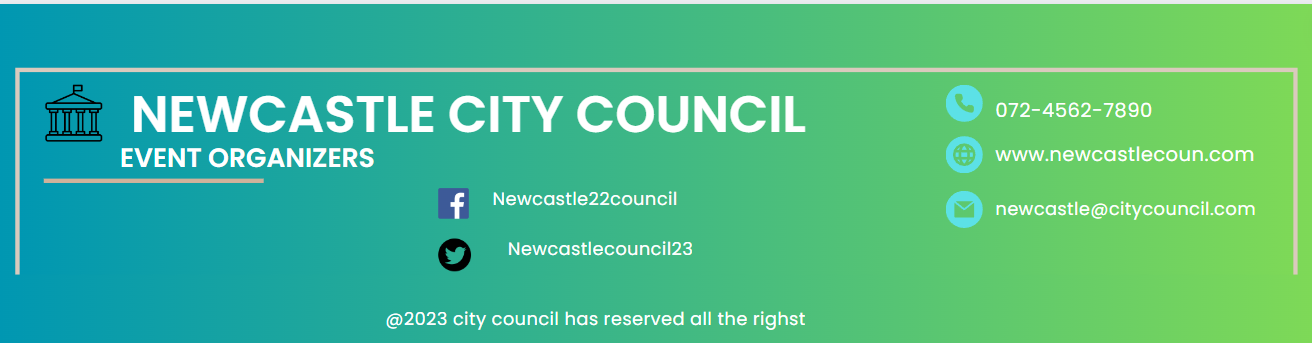 NEWCASTLE CITY COUNCIL
EVENT ORGANIZERS
Newcastle22council
Newcastlecouncil23
072-4562-7890
www.newcastlecoun.com
newcastle@citycouncil.com
@2023 city council has reserved all the righst